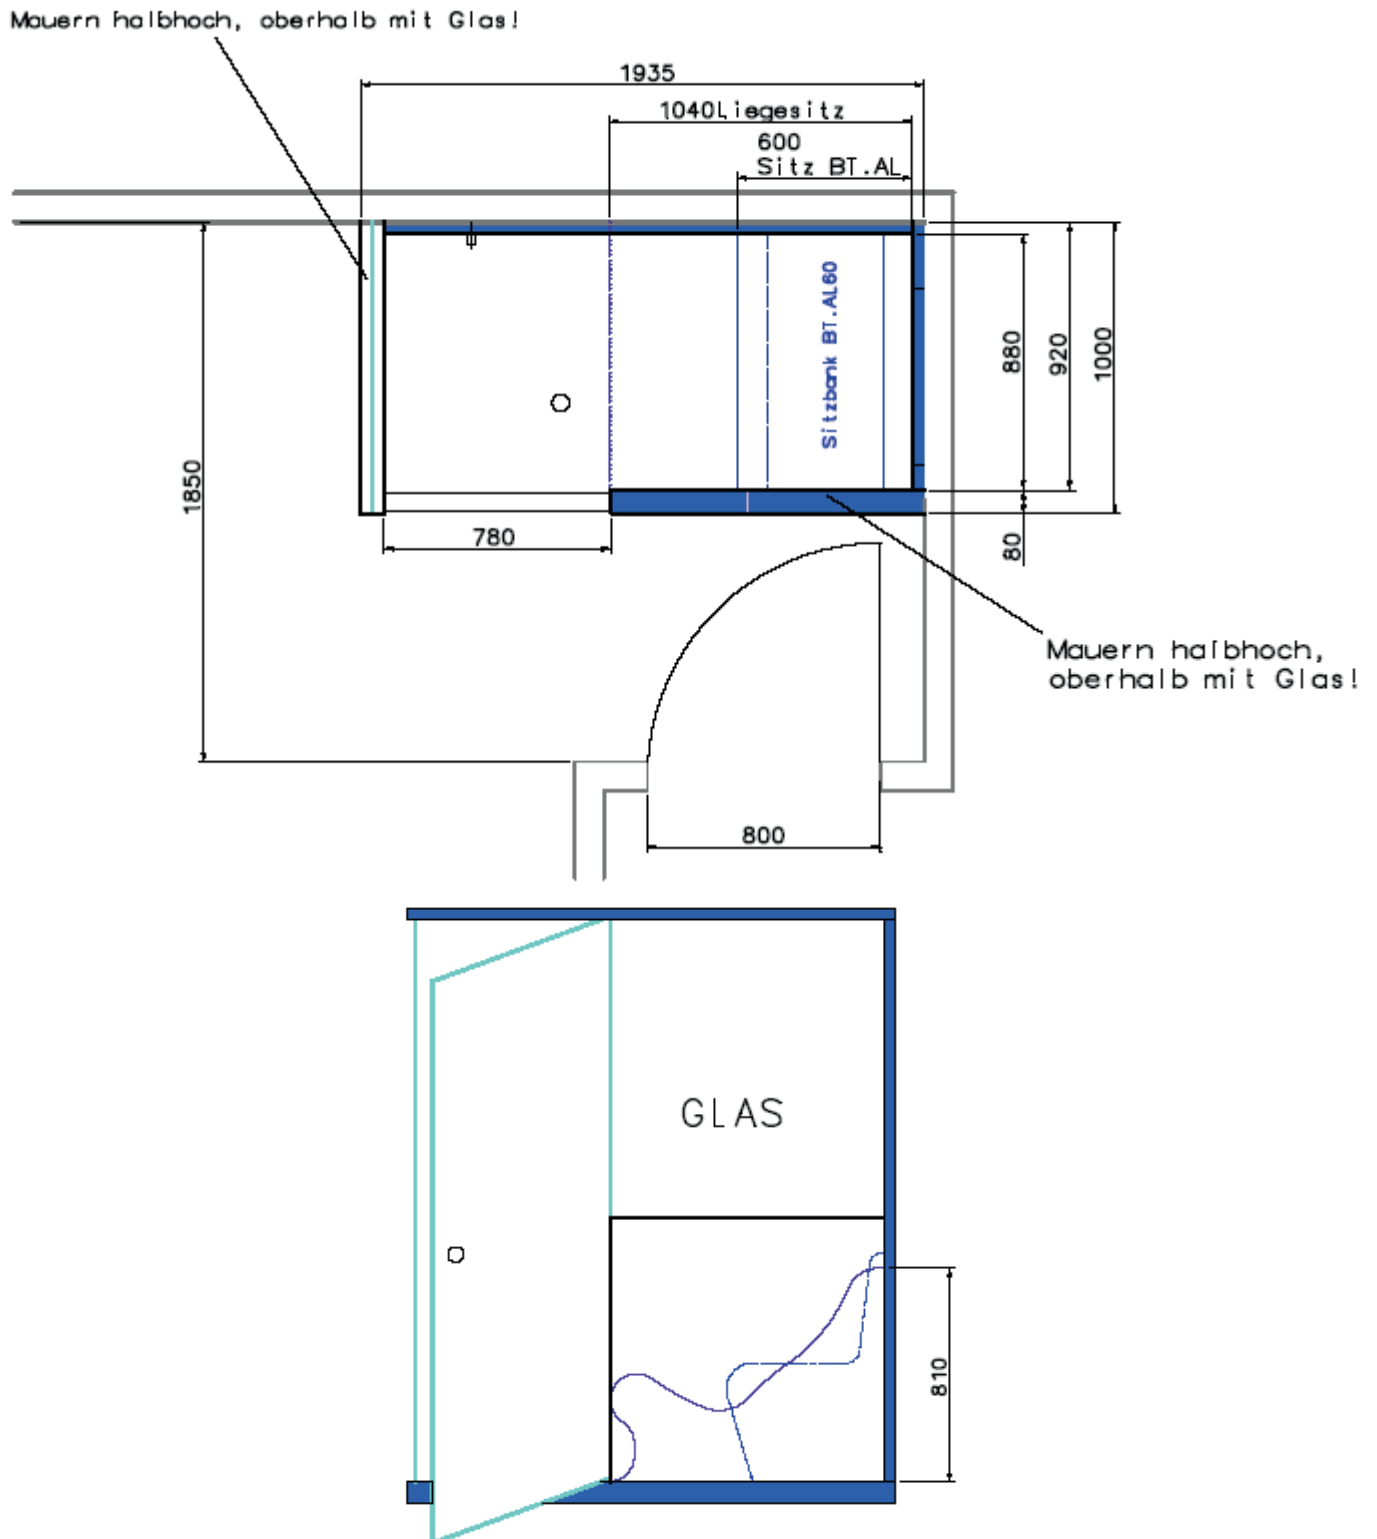 Mauern halbhoch, oberhalb mit Glas!
1935
1040Liegesitz
600
Sitz BT.AL
Sitzbank BT.AL60
880
920
1000
1850
780
80
Mauern halbhoch,
oberhalb mit Glas!
800
GLAS
810